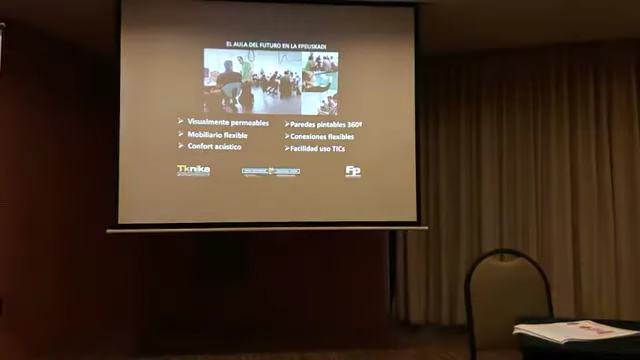 EL AULA DEL FUTURO EN LA FPEUSKADI
➢ Visualmente permeables
➢ Mobiliario flexible
➢ Confort acústico
➢ Paredes pintables 360º
➢ Conexiones flexibles
➢ Facilidad uso TICs
Tknika
Fp